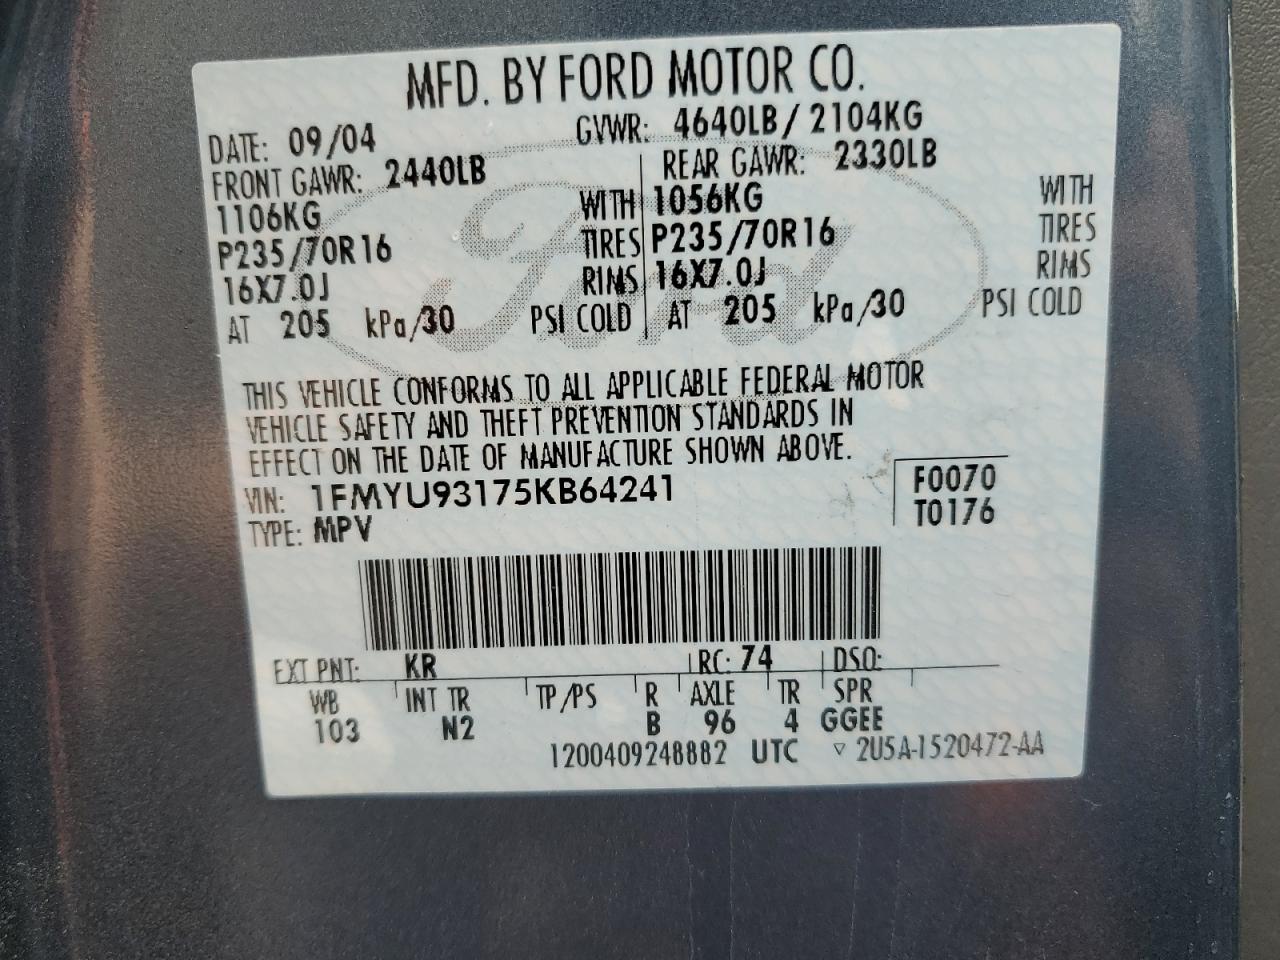 MFD. BY FORD MOTOR CO.
DATE: 09/04 GVWR: 4640LB / 2104KG
FRONT GAWR: 2440LB REAR GAWR: 2330LB
1106KG WITH 1056KG WITH
P235/70R16 TIRES P235/70R16 TIRES
16X7.0J RIMS 16X7.0J RIMS
AT 205 kPa/30 PSI COLD AT 205 kPa/30 PSI COLD
Ford
THIS VEHICLE CONFORMS TO ALL APPLICABLE FEDERAL MOTOR
VEHICLE SAFETY AND THEFT PREVENTION STANDARDS IN
EFFECT ON THE DATE OF MANUFACTURE SHOWN ABOVE.
VIN: 1FMYU93175KB64241 F0070
TYPE: MPV T0176
EXT PNT: KR RC: 74 DSO:
WB INT TR TP/PS R AXLE TR SPR
103 N2 B 96 4 GGEE
1200409248882 UTC ▽ 2U5A-1520472-AA